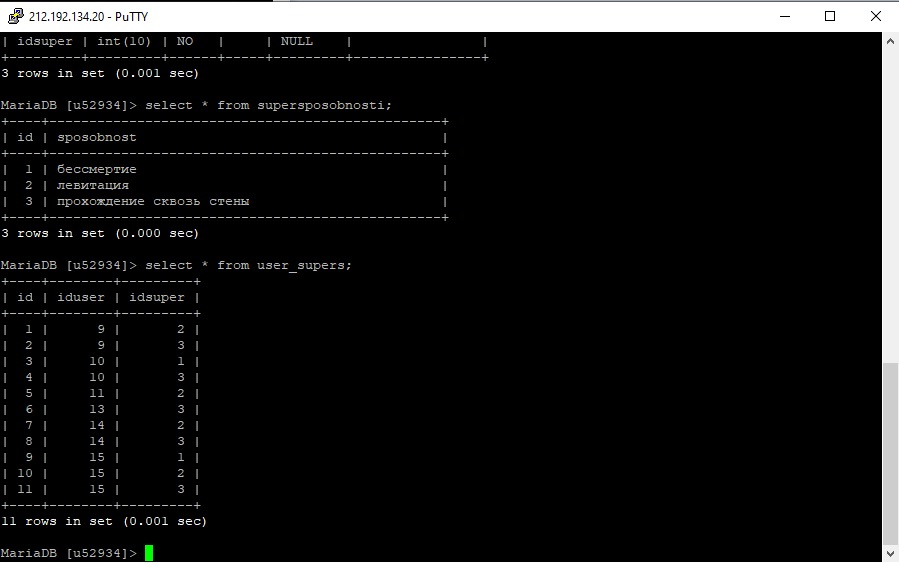 212.192.134.20 - PuTTY
| idsuper | int(10) | NO   |     | NULL    |                |
+---------+---------+------+-----+---------+----------------+
3 rows in set (0.001 sec)
MariaDB [u52934]> select * from supersposobnosti;
+----+-------------------------------------------------+
| id | sposobnost                                      |
+----+-------------------------------------------------+
|  1 | бессмертие                                      |
|  2 | левитация                                       |
|  3 | прохождение сквозь стены                        |
+----+-------------------------------------------------+
3 rows in set (0.000 sec)
MariaDB [u52934]> select * from user_supers;
+----+--------+---------+
| id | iduser | idsuper |
+----+--------+---------+
|  1 |      9 |       2 |
|  2 |      9 |       3 |
|  3 |     10 |       1 |
|  4 |     10 |       3 |
|  5 |     11 |       2 |
|  6 |     13 |       3 |
|  7 |     14 |       2 |
|  8 |     14 |       3 |
|  9 |     15 |       1 |
| 10 |     15 |       2 |
| 11 |     15 |       3 |
+----+--------+---------+
11 rows in set (0.001 sec)
MariaDB [u52934]>